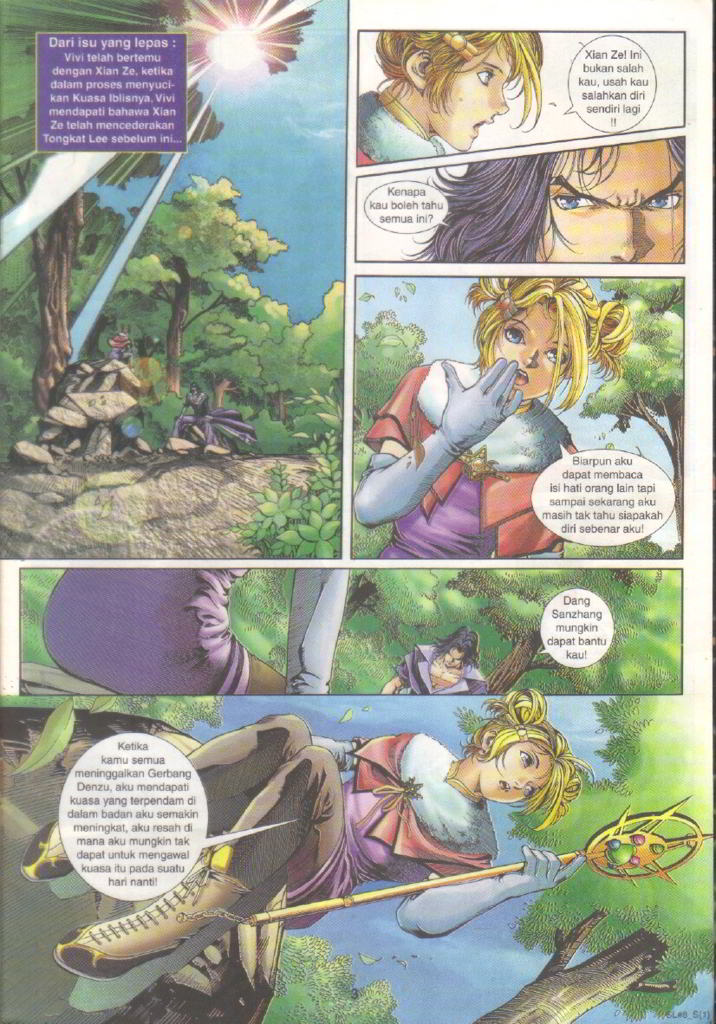 Dari isu yang lepas :
Vivi telah bertemu
dengan Xian Ze, ketika
dalam proses menyuci-
kan Kuasa Iblisnya, Vivi
mendapati bahawa Xian
Ze telah mencederakan
Tongkat Lee sebelum ini...
Xian Ze! Ini
bukan salah
kau, usah kau
salahkan diri
sendiri lagi
!!
Kenapa
kau boleh tahu
semua ini?
Biarpun aku
dapat membaca
isi hati orang lain tapi
sampai sekarang aku
masih tak tahu siapakah
diri sebenar aku!
Dang
Sanzhang
mungkin
dapat bantu
kau!
Ketika
kamu semua
meninggalkan Gerbang
Denzu, aku mendapati
kuasa yang terpendam di
dalam badan aku semakin
meningkat, aku resah di
mana aku mungkin tak
dapat untuk mengawal
kuasa itu pada suatu
hari nanti!
3
SL#8_S(1)